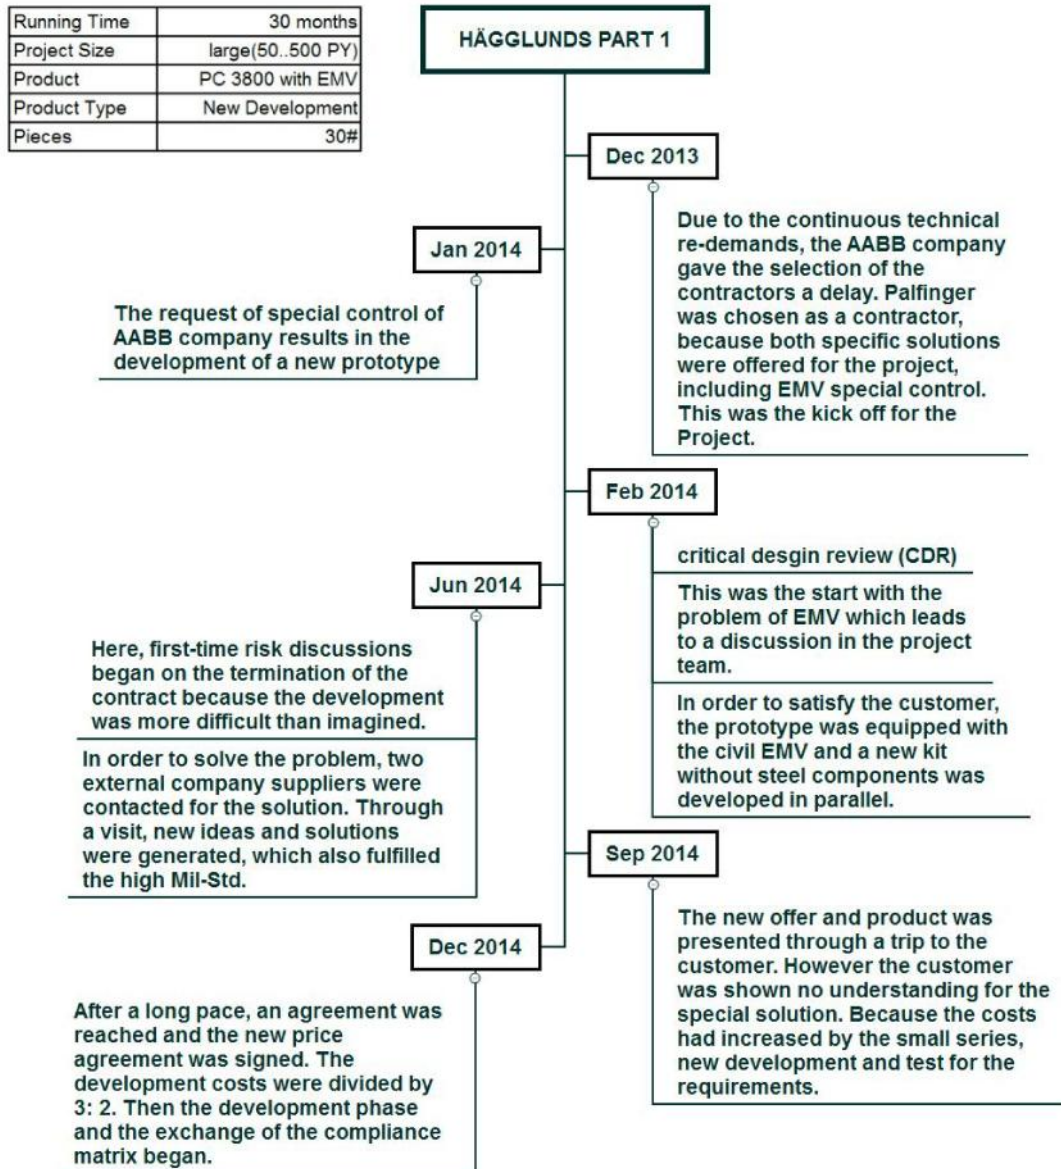 Running Time 30 months
Project Size large(50..500 PY)
Product PC 3800 with EMV
Product Type New Development
Pieces 30#
HÄGGLUNDS PART 1
Dec 2013
Due to the continuous technical
re-demands, the AABB company
gave the selection of the
contractors a delay. Palfinger
was chosen as a contractor,
because both specific solutions
were offered for the project,
including EMV special control.
This was the kick off for the
Project.
Jan 2014
The request of special control of
AABB company results in the
development of a new prototype
Feb 2014
critical desgin review (CDR)
This was the start with the
problem of EMV which leads
to a discussion in the project
team.
In order to satisfy the customer,
the prototype was equipped with
the civil EMV and a new kit
without steel components was
developed in parallel.
Jun 2014
Here, first-time risk discussions
began on the termination of the
contract because the development
was more difficult than imagined.
In order to solve the problem, two
external company suppliers were
contacted for the solution. Through
a visit, new ideas and solutions
were generated, which also fulfilled
the high Mil-Std.
Sep 2014
The new offer and product was
presented through a trip to the
customer. However the customer
was shown no understanding for the
special solution. Because the costs
had increased by the small series,
new development and test for the
requirements.
Dec 2014
After a long pace, an agreement was
reached and the new price
agreement was signed. The
development costs were divided by
3: 2. Then the development phase
and the exchange of the compliance
matrix began.